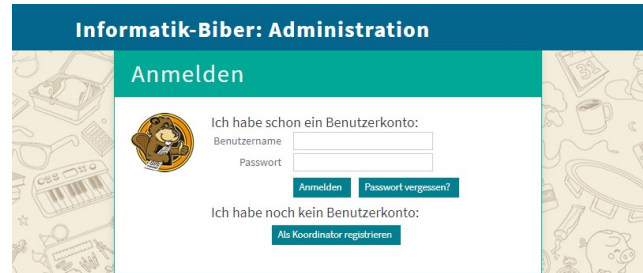 Informatik-Biber: Administration
Anmelden
Ich habe schon ein Benutzerkonto:
Benutzername
Passwort
Anmelden Passwort vergessen?
Ich habe noch kein Benutzerkonto:
Als Koordinator registrieren